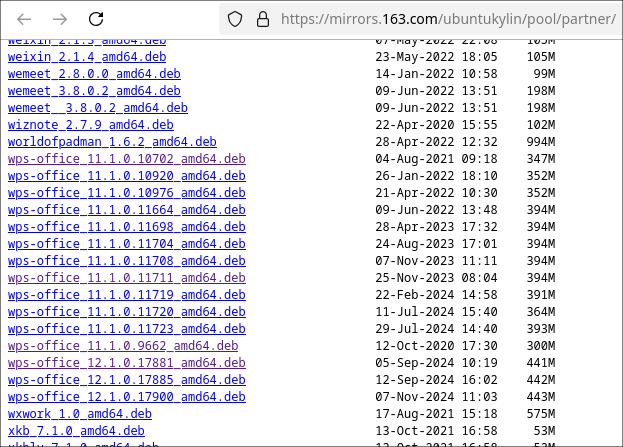 https://mirrors.163.com/ubuntukylin/pool/partner/
weixin_2.1.3_amd64.deb 07-May-2022 22:08 105M
weixin_2.1.4_amd64.deb 23-May-2022 18:05 105M
wemeet_2.8.0.0_amd64.deb 14-Jan-2022 10:58 99M
wemeet_3.8.0.2_amd64.deb 09-Jun-2022 13:51 198M
wemeet__3.8.0.2_amd64.deb 09-Jun-2022 13:51 198M
wiznote_2.7.9_amd64.deb 22-Apr-2020 15:55 102M
worldofpadman_1.6.2_amd64.deb 28-Apr-2022 12:32 994M
wps-office_11.1.0.10702_amd64.deb 04-Aug-2021 09:18 347M
wps-office_11.1.0.10920_amd64.deb 26-Jan-2022 18:10 352M
wps-office_11.1.0.10976_amd64.deb 21-Apr-2022 10:30 352M
wps-office_11.1.0.11664_amd64.deb 09-Jun-2022 13:48 394M
wps-office_11.1.0.11698_amd64.deb 28-Apr-2023 17:32 394M
wps-office_11.1.0.11704_amd64.deb 24-Aug-2023 17:01 394M
wps-office_11.1.0.11708_amd64.deb 07-Nov-2023 11:11 394M
wps-office_11.1.0.11711_amd64.deb 25-Nov-2023 08:04 394M
wps-office_11.1.0.11719_amd64.deb 22-Feb-2024 14:58 391M
wps-office_11.1.0.11720_amd64.deb 11-Jul-2024 15:40 364M
wps-office_11.1.0.11723_amd64.deb 29-Jul-2024 14:40 393M
wps-office_11.1.0.9662_amd64.deb 12-Oct-2020 17:30 300M
wps-office_12.1.0.17881_amd64.deb 05-Sep-2024 10:19 441M
wps-office_12.1.0.17885_amd64.deb 12-Sep-2024 16:02 442M
wps-office_12.1.0.17900_amd64.deb 07-Nov-2024 11:03 443M
wxwork_1.0_amd64.deb 17-Aug-2021 15:18 575M
xkb_7.1.0_amd64.deb 13-Oct-2021 16:58 53M